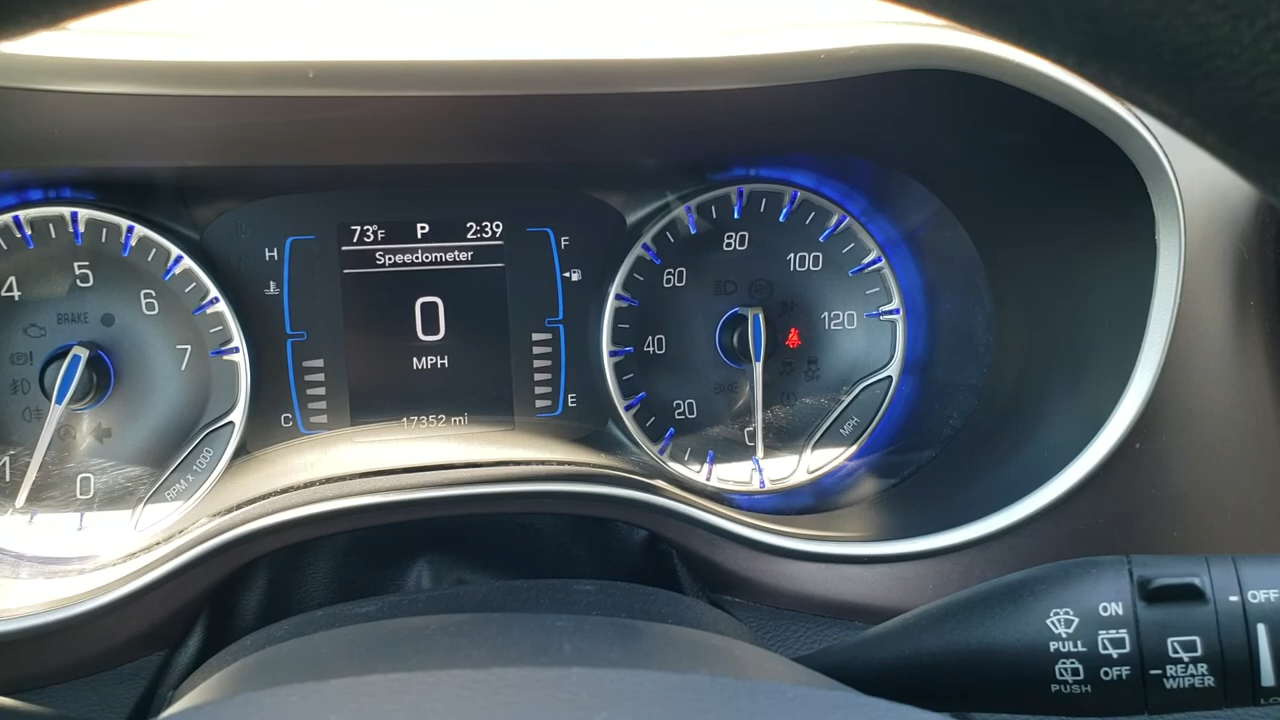 73°F P 2:39
Speedometer
0
MPH
17352 mi
H
C
F
E
4
5
6
7
1
0
BRAKE
RPM x 1000
20
40
60
80
100
120
MPH
ON
OFF
PULL
PUSH
REAR
WIPER
OFF